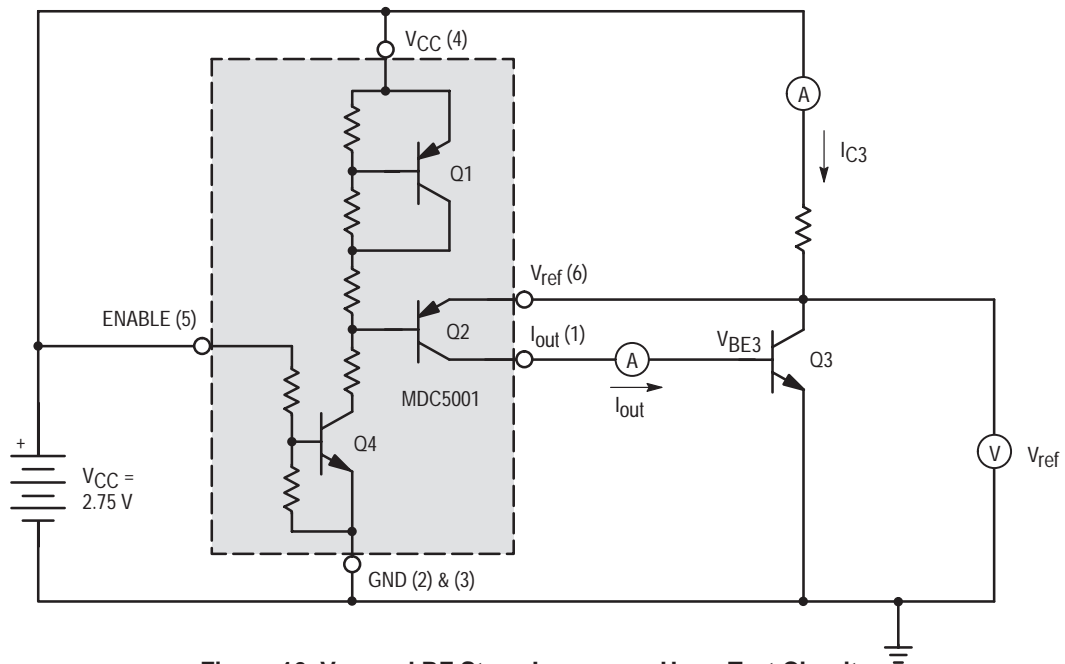 VCC (4)
A
IC3
Q1
Vref (6)
ENABLE (5)
Q2
Iout (1)
VBE3
A
Q3
MDC5001
Iout
Q4
+
VCC =
2.75 V
V
Vref
GND (2) & (3)